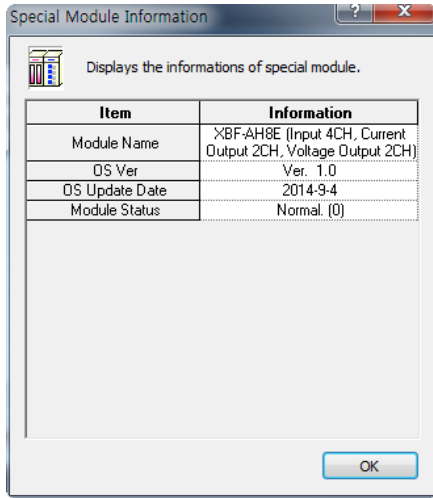 Special Module Information
Displays the informations of special module.
Item Information
Module Name XBF-AH8E (Input 4CH, Current
Output 2CH, Voltage Output 2CH)
OS Ver Ver. 1.0
OS Update Date 2014-9-4
Module Status Normal. (0)
OK